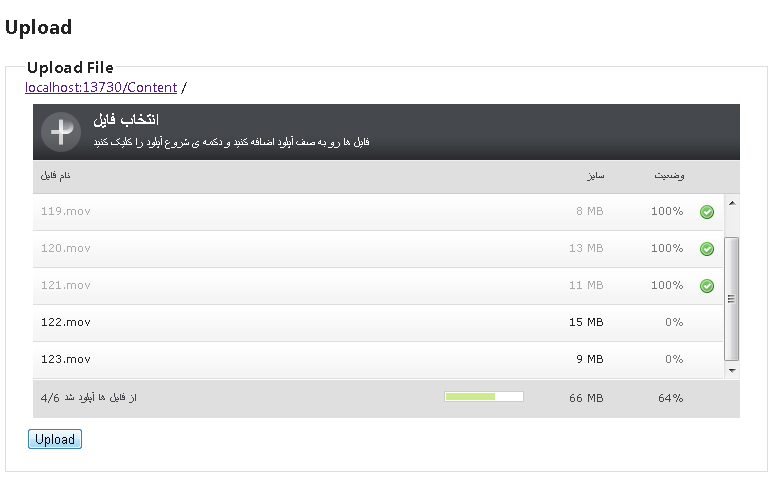 Upload
Upload File
localhost:13730/Content /
انتخاب فایل
فایل ها رو به صف آپلود اضافه کنید و دکمه ی شروع آپلود را کلیک کنید
نام فایل سایز وضعیت
119.mov 8 MB 100%
120.mov 13 MB 100%
121.mov 11 MB 100%
122.mov 15 MB 0%
123.mov 9 MB 0%
4/6 از فایل ها آپلود شد 66 MB 64%
Upload